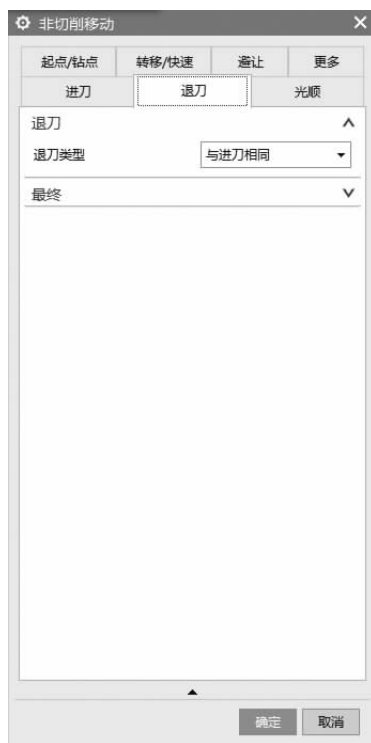 非切削移动
起点/钻点 转移/快速 避让 更多
进刀 退刀 光顺
退刀
退刀类型 与进刀相同
最终
确定 取消